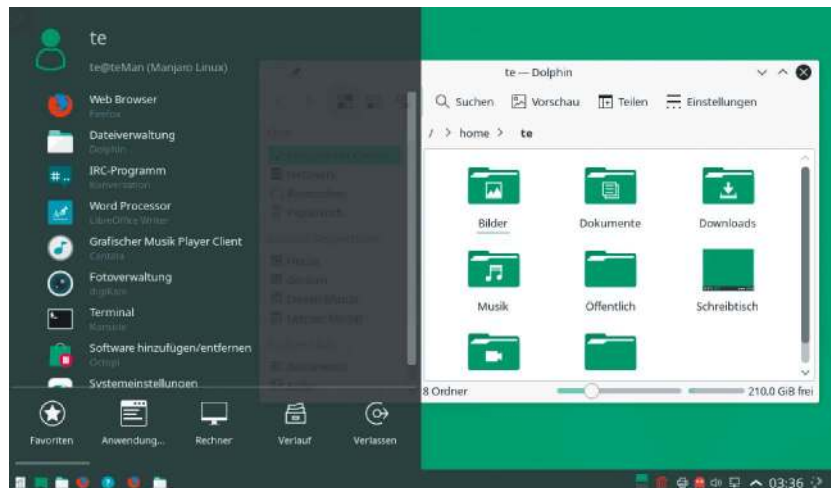 te
te@teMan (Manjaro Linux)
Web Browser
Firefox
Dateiverwaltung
Dolphin
IRC-Programm
Konversation
Word Processor
LibreOffice Writer
Grafischer Musik Player Client
Cantata
Fotoverwaltung
digiKam
Terminal
Konsole
Software hinzufügen/entfernen
Octopi
Systemeinstellungen
Favoriten
Anwendung...
Rechner
Verlauf
Verlassen
te — Dolphin
Suchen
Vorschau
Teilen
Einstellungen
/ > home > te
Bilder
Dokumente
Downloads
Musik
Öffentlich
Schreibtisch
8 Ordner
210,0 GiB frei
03:36